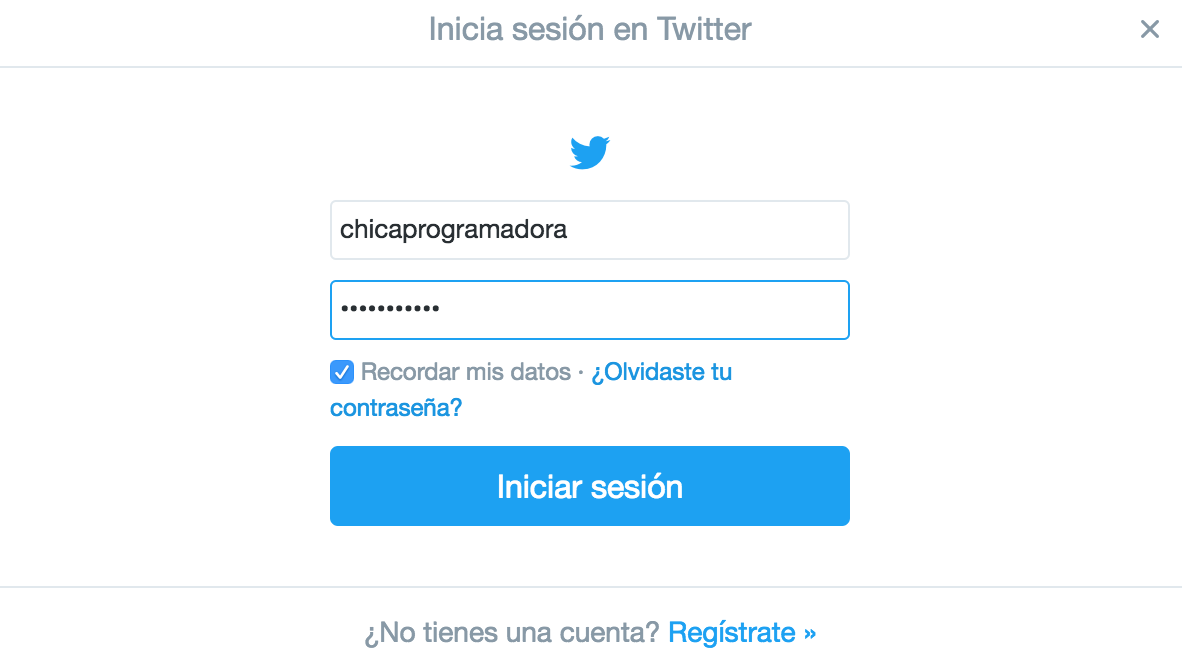 Inicia sesión en Twitter
chicaprogramadora
•••••••••••
Recordar mis datos · ¿Olvidaste tu
contraseña?
Iniciar sesión
¿No tienes una cuenta? Regístrate »